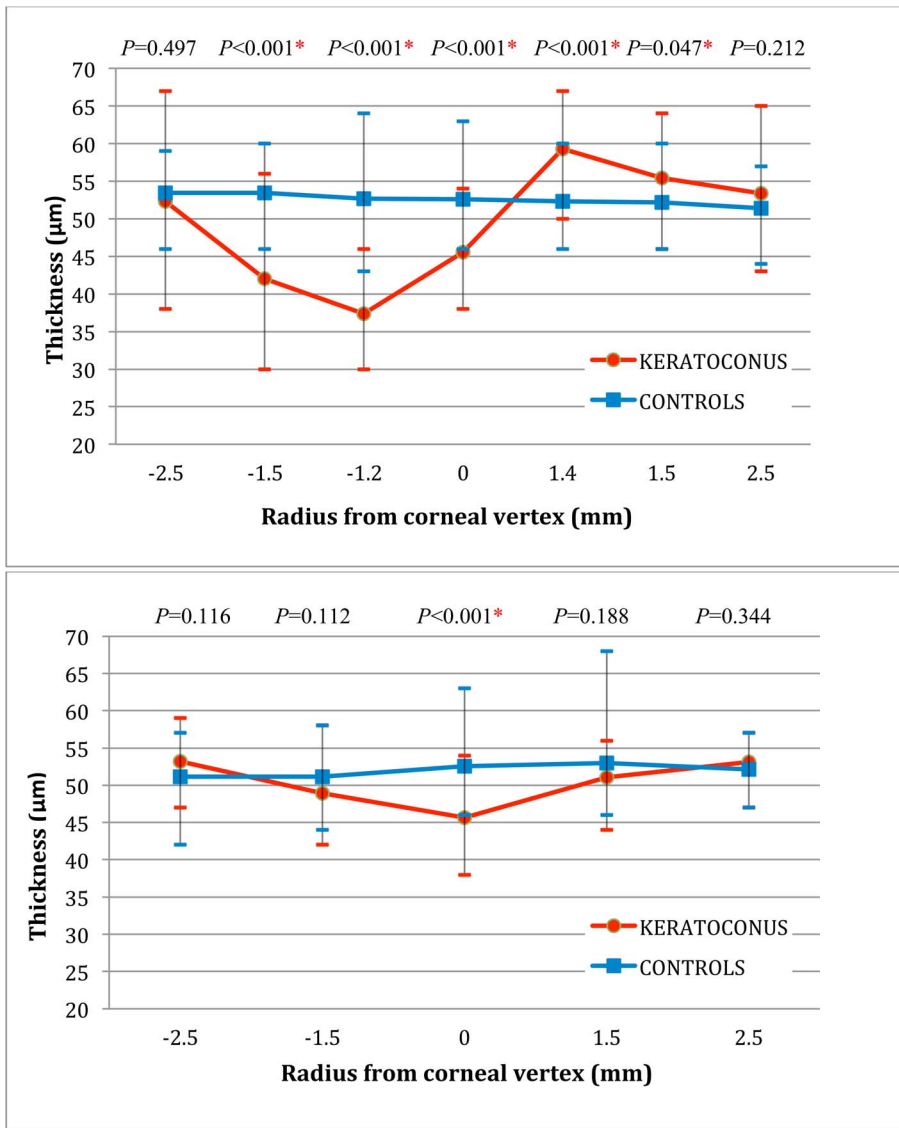 P=0.497 P<0.001* P<0.001* P<0.001* P<0.001* P=0.047* P=0.212
70
65
60
55
50
45
40
35
30
25
20
Thickness (µm)
KERATOCONUS
CONTROLS
-2.5 -1.5 -1.2 0 1.4 1.5 2.5
Radius from corneal vertex (mm)
P=0.116 P=0.112 P<0.001* P=0.188 P=0.344
70
65
60
55
50
45
40
35
30
25
20
Thickness (µm)
KERATOCONUS
CONTROLS
-2.5 -1.5 0 1.5 2.5
Radius from corneal vertex (mm)